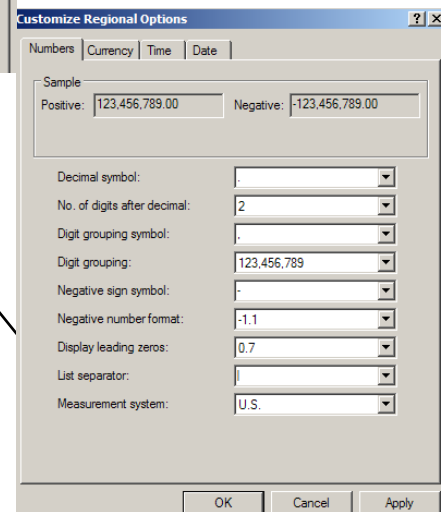 Customize Regional Options
Numbers Currency Time Date
Sample
Positive: 123,456,789.00 Negative: -123,456,789.00
Decimal symbol: .
No. of digits after decimal: 2
Digit grouping symbol: ,
Digit grouping: 123,456,789
Negative sign symbol: -
Negative number format: -1.1
Display leading zeros: 0.7
List separator: |
Measurement system: U.S.
OK Cancel Apply